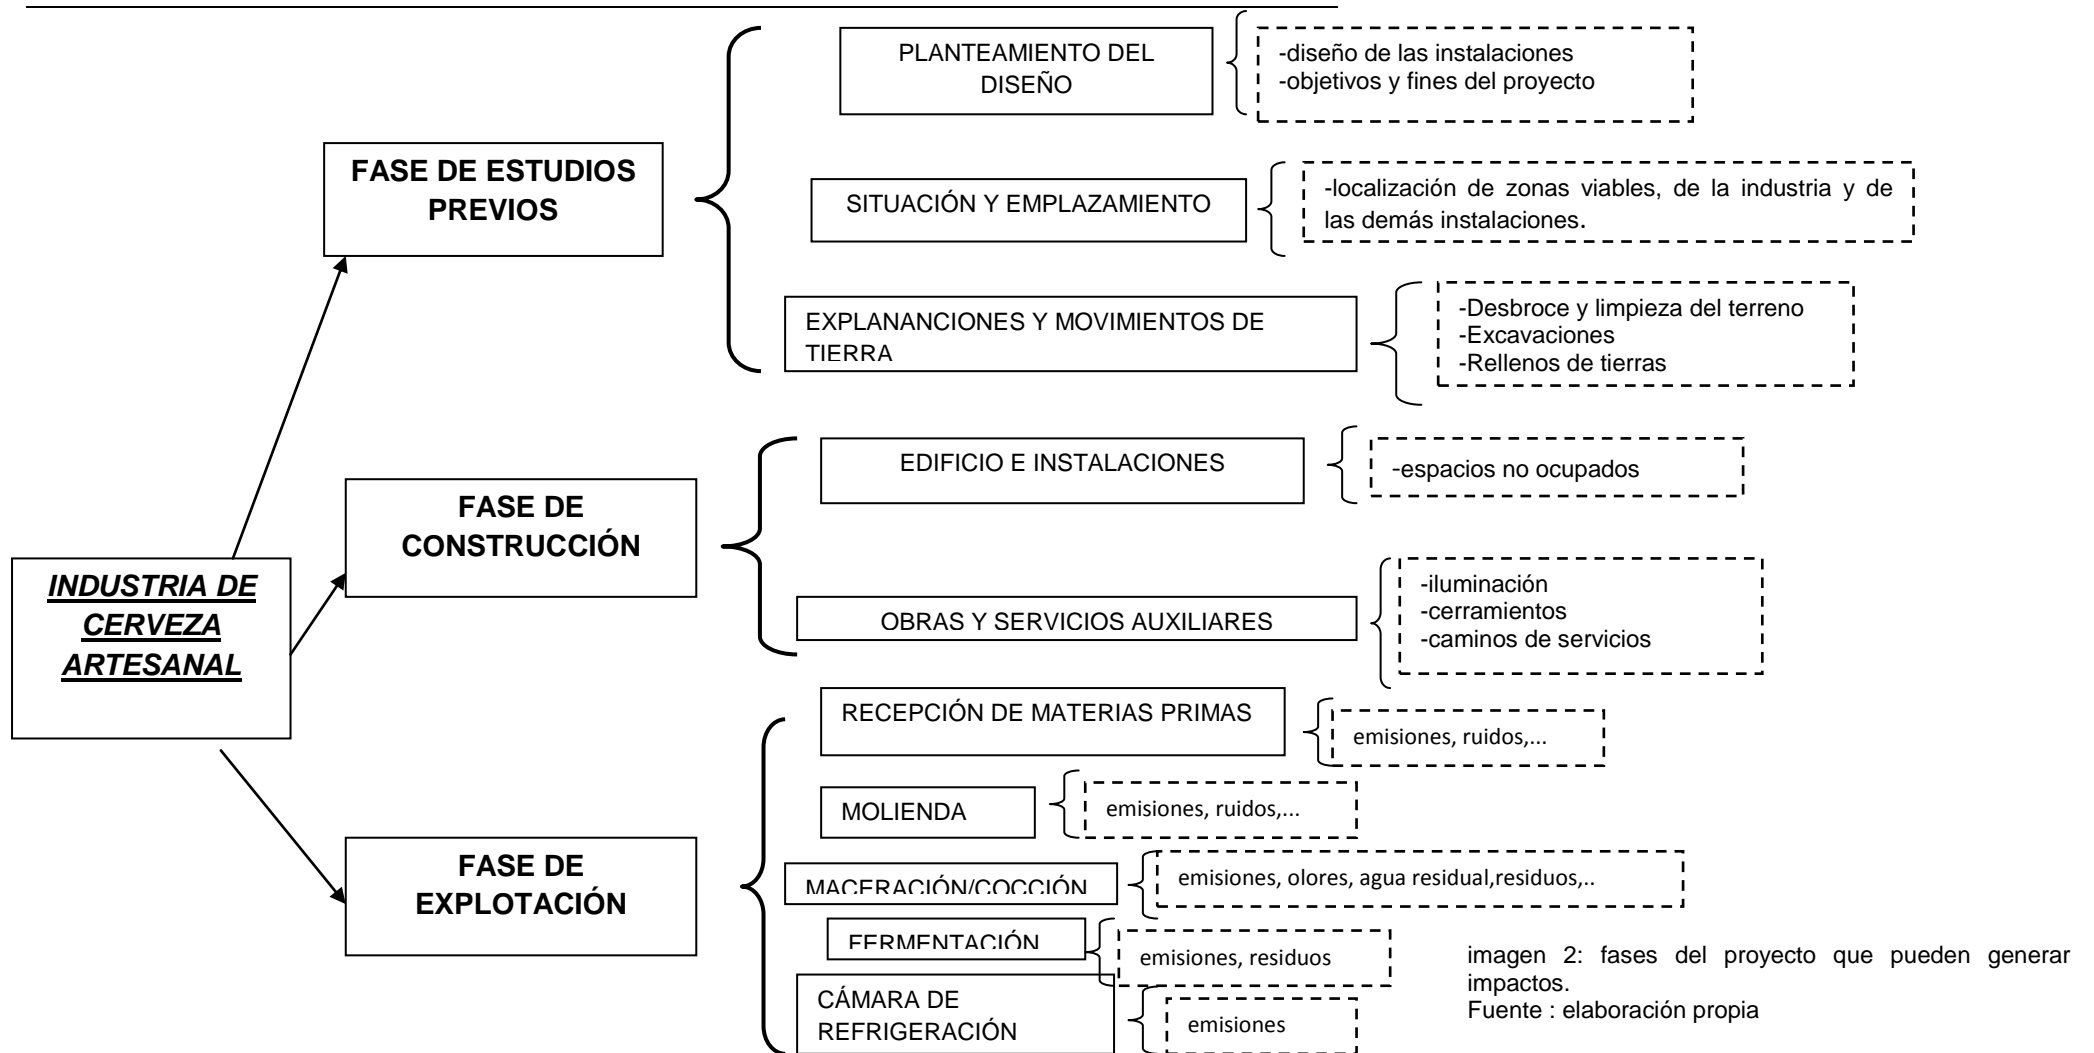 PLANTEAMIENTO DEL
DISEÑO
-diseño de las instalaciones
-objetivos y fines del proyecto
FASE DE ESTUDIOS
PREVIOS
SITUACIÓN Y EMPLAZAMIENTO
-localización de zonas viables, de la industria y de
las demás instalaciones.
EXPLANANCIONES Y MOVIMIENTOS DE
TIERRA
-Desbroce y limpieza del terreno
-Excavaciones
-Rellenos de tierras
INDUSTRIA DE
CERVEZA
ARTESANAL
FASE DE
CONSTRUCCIÓN
EDIFICIO E INSTALACIONES
-espacios no ocupados
OBRAS Y SERVICIOS AUXILIARES
-iluminación
-cerramientos
-caminos de servicios
FASE DE
EXPLOTACIÓN
RECEPCIÓN DE MATERIAS PRIMAS
emisiones, ruidos,...
MOLIENDA
emisiones, ruidos,...
MACERACIÓN/COCCIÓN
emisiones, olores, agua residual,residuos,..
FERMENTACIÓN
emisiones, residuos
CÁMARA DE
REFRIGERACIÓN
emisiones
imagen 2: fases del proyecto que pueden generar
impactos.
Fuente : elaboración propia